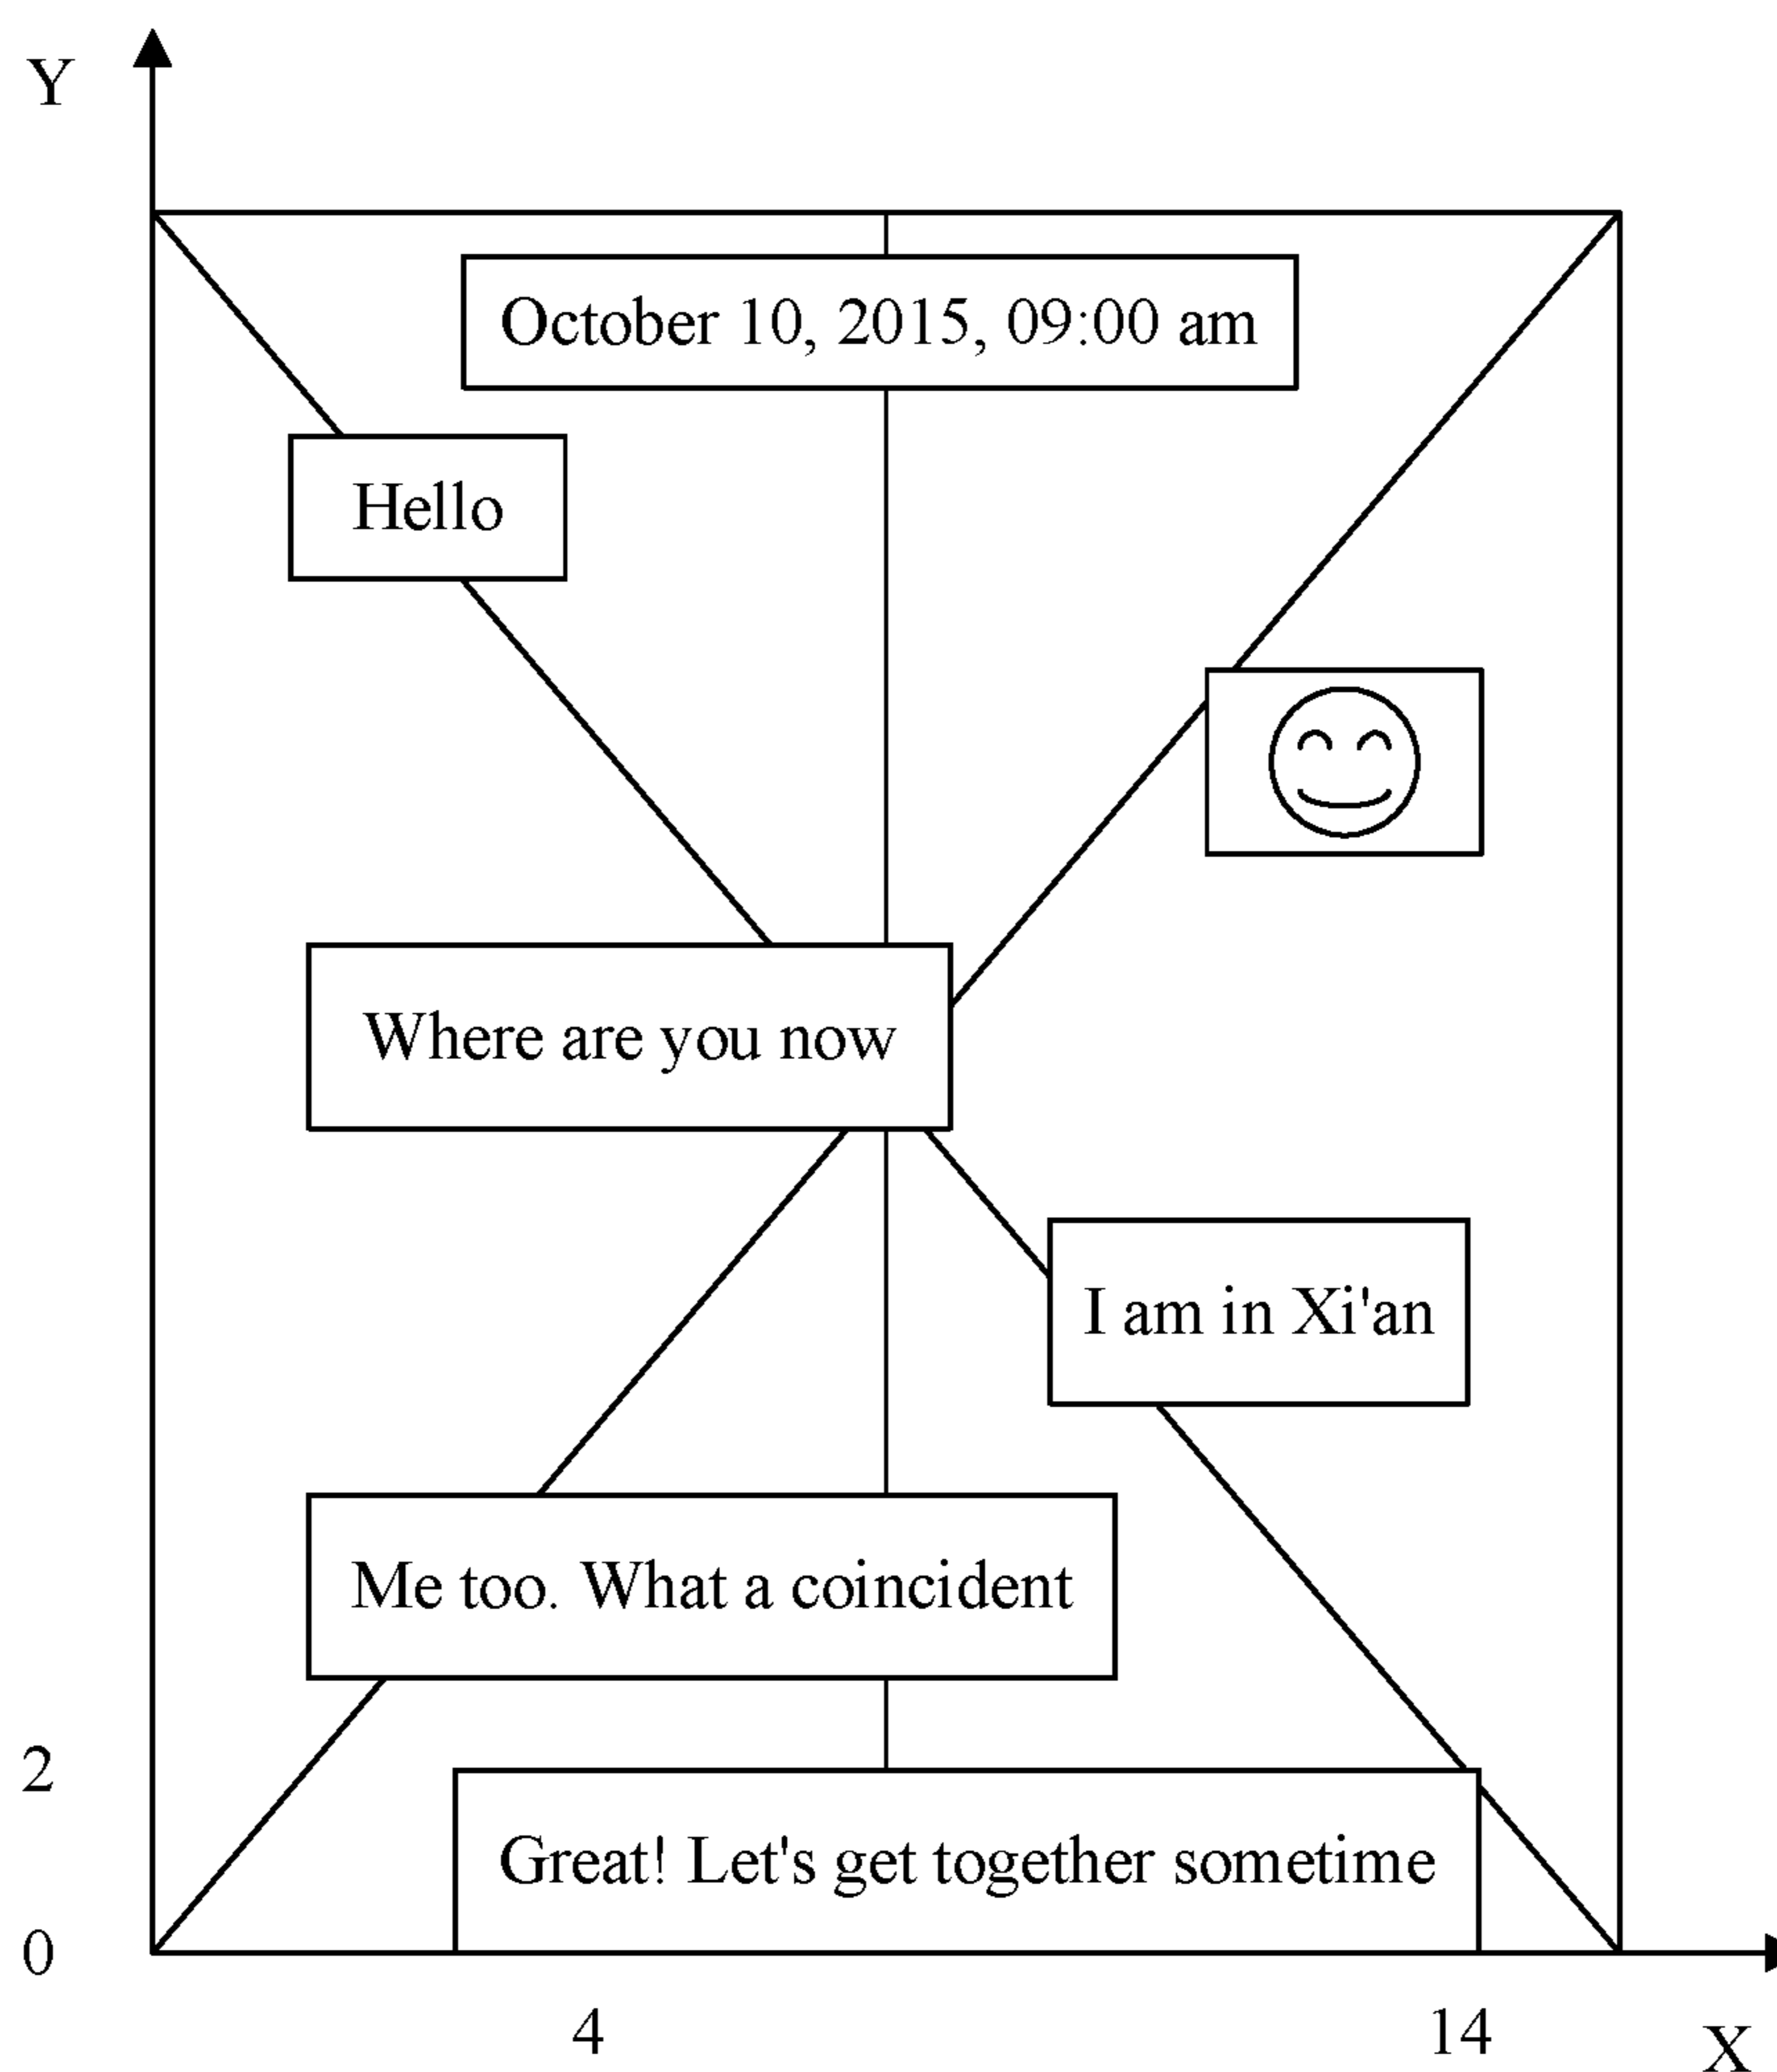 Y
October 10, 2015, 09:00 am
Hello
Where are you now
I am in Xi'an
Me too. What a coincident
2
Great! Let's get together sometime
0
4
14
X